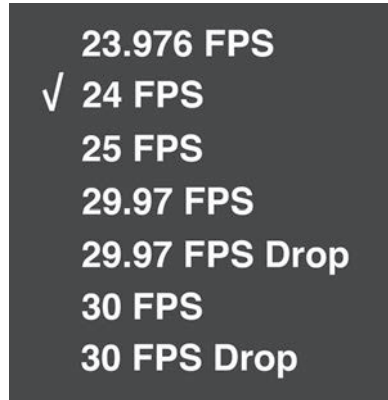 23.976 FPS
√ 24 FPS
25 FPS
29.97 FPS
29.97 FPS Drop
30 FPS
30 FPS Drop